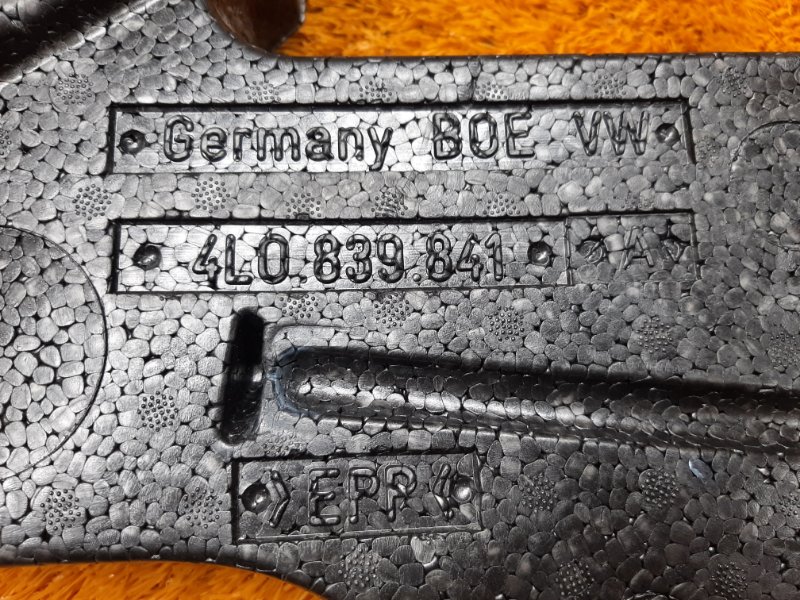 Germany BOE VW
4L0.839.841 A
>EPP<